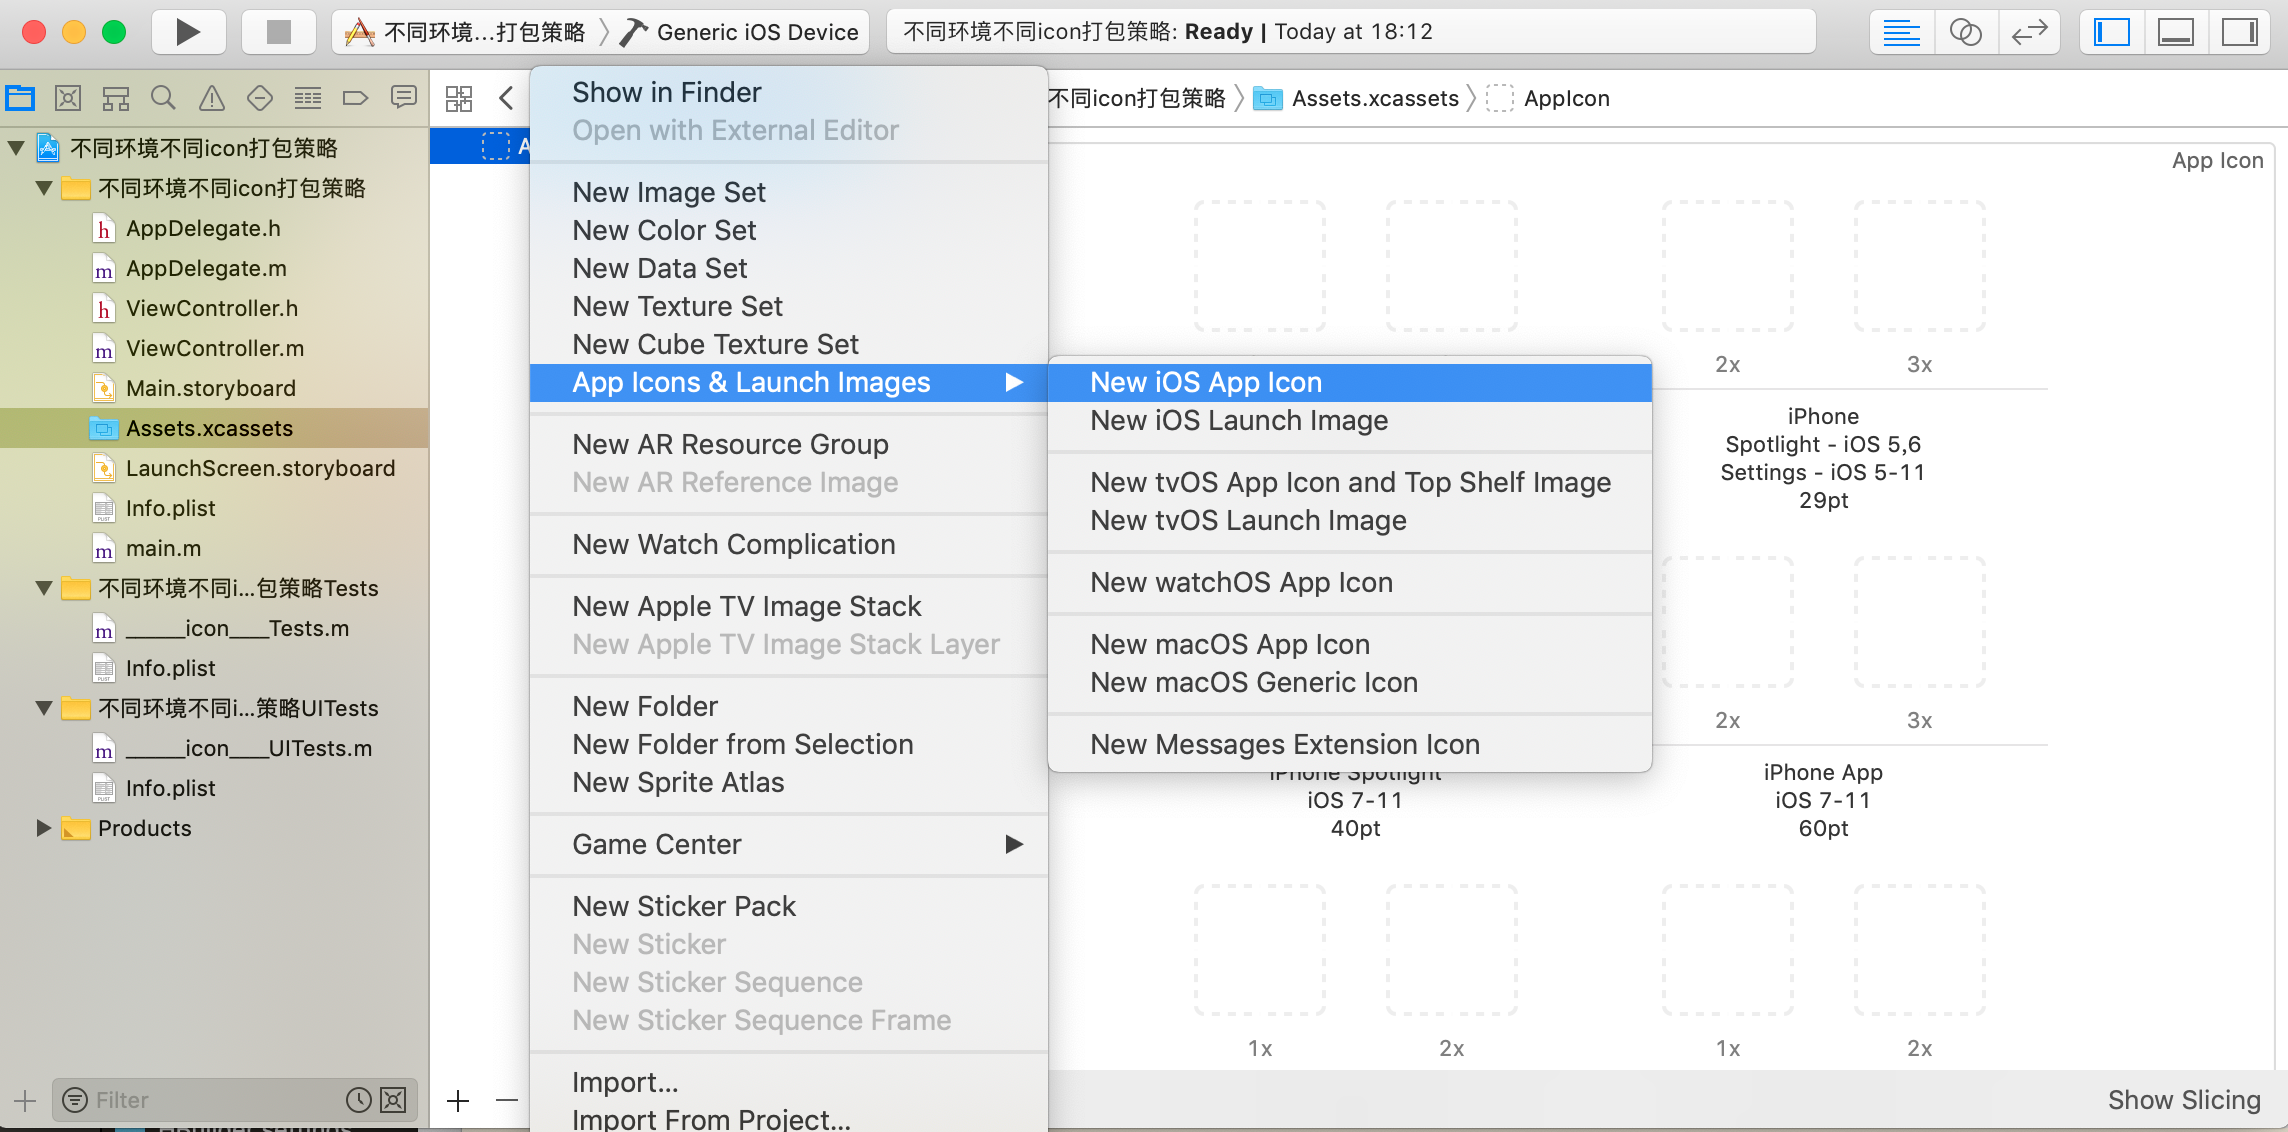 不同环境...打包策略 Generic iOS Device
不同环境不同icon打包策略: Ready | Today at 18:12
不同icon打包策略 Assets.xcassets AppIcon
不同环境不同icon打包策略
不同环境不同icon打包策略
AppDelegate.h
AppDelegate.m
ViewController.h
ViewController.m
Main.storyboard
Assets.xcassets
LaunchScreen.storyboard
Info.plist
main.m
不同环境不同i...包策略Tests
_____icon____Tests.m
Info.plist
不同环境不同i...策略UITests
_____icon____UITests.m
Info.plist
Products
Filter
Show in Finder
Open with External Editor
New Image Set
New Color Set
New Data Set
New Texture Set
New Cube Texture Set
App Icons & Launch Images
New AR Resource Group
New AR Reference Image
New Watch Complication
New Apple TV Image Stack
New Apple TV Image Stack Layer
New Folder
New Folder from Selection
New Sprite Atlas
Game Center
New Sticker Pack
New Sticker
New Sticker Sequence
New Sticker Sequence Frame
Import...
Import From Project...
New iOS App Icon
New iOS Launch Image
New tvOS App Icon and Top Shelf Image
New tvOS Launch Image
New watchOS App Icon
New macOS App Icon
New macOS Generic Icon
New Messages Extension Icon
App Icon
2x 3x
iPhone
Spotlight - iOS 5,6
Settings - iOS 5-11
29pt
2x 3x
iPhone Spotlight
iOS 7-11
40pt
iPhone App
iOS 7-11
60pt
1x 2x 1x 2x
Show Slicing